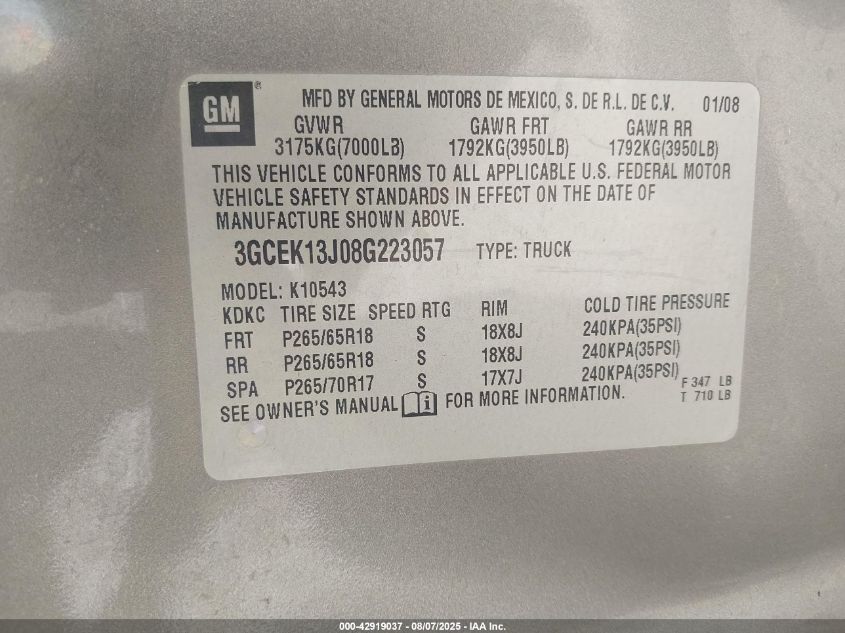 GM ®
MFD BY GENERAL MOTORS DE MEXICO, S. DE R.L. DE C.V. 01/08
GVWR GAWR FRT GAWR RR
3175KG(7000LB) 1792KG(3950LB) 1792KG(3950LB)
THIS VEHICLE CONFORMS TO ALL APPLICABLE U.S. FEDERAL MOTOR
VEHICLE SAFETY STANDARDS IN EFFECT ON THE DATE OF
MANUFACTURE SHOWN ABOVE.
3GCEK13J08G223057 TYPE: TRUCK
MODEL: K10543
KDKC TIRE SIZE SPEED RTG RIM COLD TIRE PRESSURE
FRT P265/65R18 S 18X8J 240KPA(35PSI)
RR P265/65R18 S 18X8J 240KPA(35PSI)
SPA P265/70R17 S 17X7J 240KPA(35PSI)
F 347 LB
SEE OWNER'S MANUAL FOR MORE INFORMATION.
T 710 LB
000-42919037 - 08/07/2025 - IAA Inc.